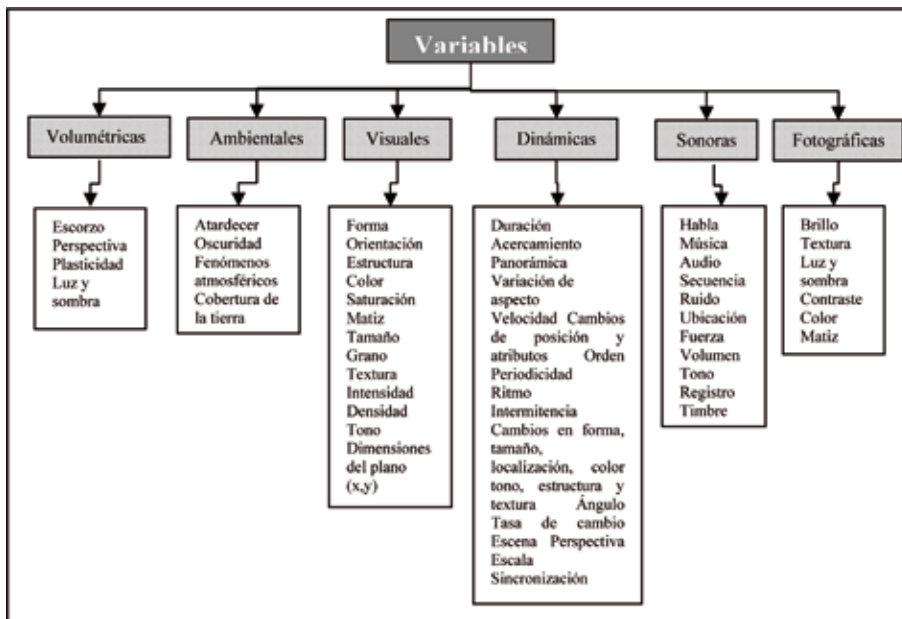 Variables
Volumétricas
Ambientales
Visuales
Dinámicas
Sonoras
Fotográficas
Escorzo
Perspectiva
Plasticidad
Luz y
sombra
Atardecer
Oscuridad
Fenómenos
atmosféricos
Cobertura de
la tierra
Forma
Orientación
Estructura
Color
Saturación
Matiz
Tamaño
Grano
Textura
Intensidad
Densidad
Tono
Dimensiones
del plano
(x,y)
Duración
Acercamiento
Panorámica
Variación de
aspecto
Velocidad Cambios
de posición y
atributos Orden
Periodicidad
Ritmo
Intermitencia
Cambios en forma,
tamaño,
localización, color
tono, estructura y
textura Ángulo
Tasa de cambio
Escena Perspectiva
Escala
Sincronización
Habla
Música
Audio
Secuencia
Ruido
Ubicación
Fuerza
Volumen
Tono
Registro
Timbre
Brillo
Textura
Luz y
sombra
Contraste
Color
Matiz